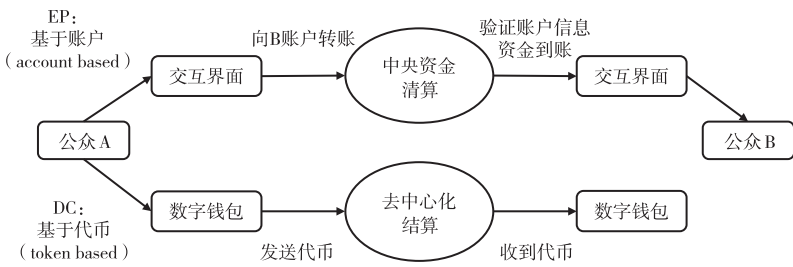 EP：
基于账户
（account based）
向B账户转账
验证账户信息
资金到账
交互界面
中央资金
清算
交互界面
公众A
公众B
DC：
基于代币
（token based）
数字钱包
去中心化
结算
数字钱包
发送代币
收到代币